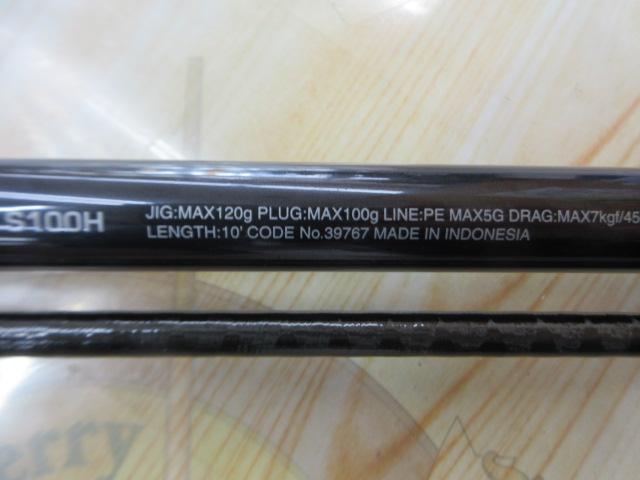 S100H
JIG:MAX120g PLUG:MAX100g LINE:PE MAX5G DRAG:MAX7kgf/45
LENGTH:10' CODE No.39767 MADE IN INDONESIA
erry